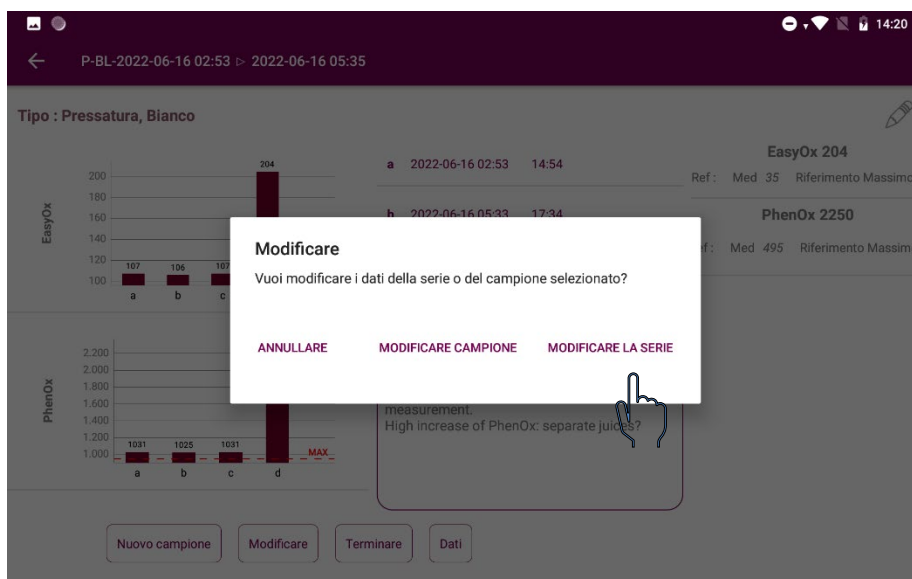 14:20
P-BL-2022-06-16 02:53 ▷ 2022-06-16 05:35
Tipo : Pressatura, Bianco
EasyOx
200
180
160
140
120
100
204
107
106
107
a
b
c
a 2022-06-16 02:53 14:54
b 2022-06-16 05:33 17:34
EasyOx 204
Ref : Med 35 Riferimento Massimo
PhenOx 2250
ef : Med 495 Riferimento Massim
Modificare
Vuoi modificare i dati della serie o del campione selezionato?
ANNULLARE
MODIFICARE CAMPIONE
MODIFICARE LA SERIE
PhenOx
2.200
2.000
1.800
1.600
1.400
1.200
1.000
1031
1025
1031
MAX
a
b
c
d
measurement.
High increase of PhenOx: separate juices?
Nuovo campione
Modificare
Terminare
Dati